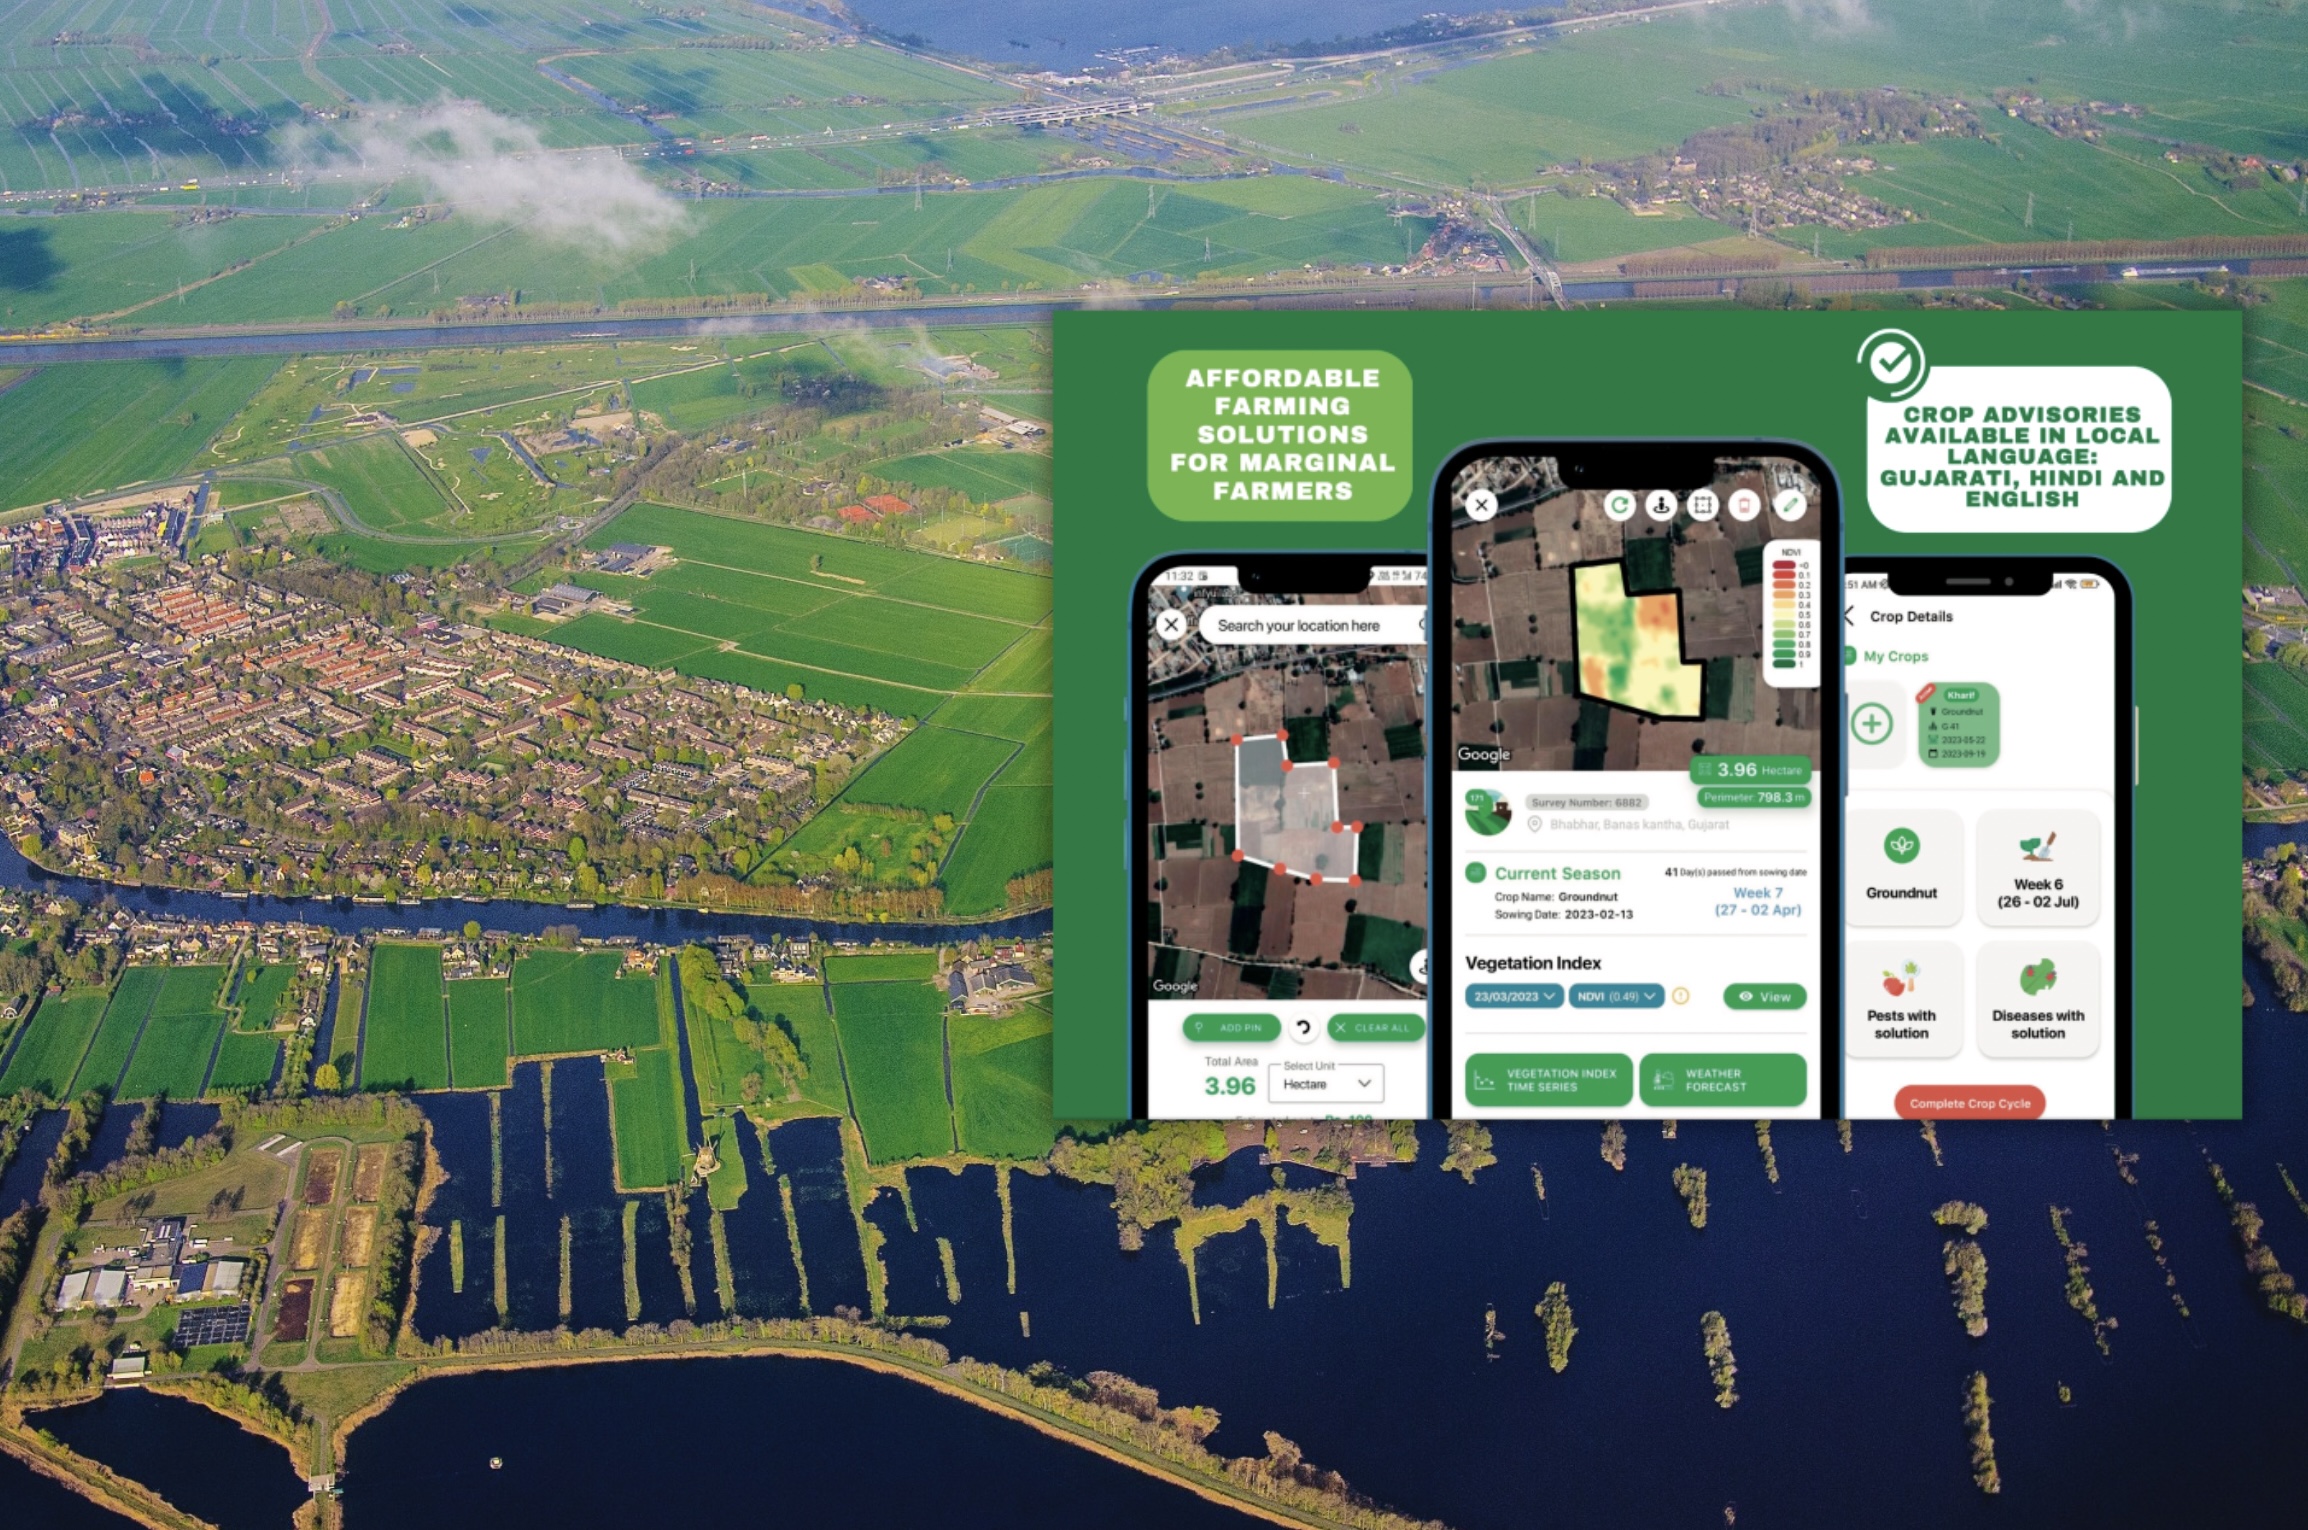 AFFORDABLE
FARMING
SOLUTIONS
FOR MARGINAL
FARMERS
CROP ADVISORIES
AVAILABLE IN LOCAL
LANGUAGE:
GUJARATI, HINDI AND
ENGLISH
11:32
Search your location here
Google
ADD PIN
CLEAR ALL
Total Area
3.96
Select Unit
Hectare
NDVI
<0
0.1
0.2
0.3
0.4
0.5
0.6
0.7
0.8
0.9
1
Google
3.96 Hectare
Perimeter: 798.3 m
171
Survey Number: 6882
Bhabhar, Banas kantha, Gujarat
Current Season
41 Day(s) passed from sowing date
Crop Name: Groundnut
Week 7
Sowing Date: 2023-02-13
(27 - 02 Apr)
Vegetation Index
23/03/2023
NDVI (0.49)
View
VEGETATION INDEX
TIME SERIES
WEATHER
FORECAST
:51 AM
Crop Details
My Crops
Kharif
Groundnut
G 41
2023-05-22
2023-09-19
Groundnut
Week 6
(26 - 02 Jul)
Pests with
solution
Diseases with
solution
Complete Crop Cycle